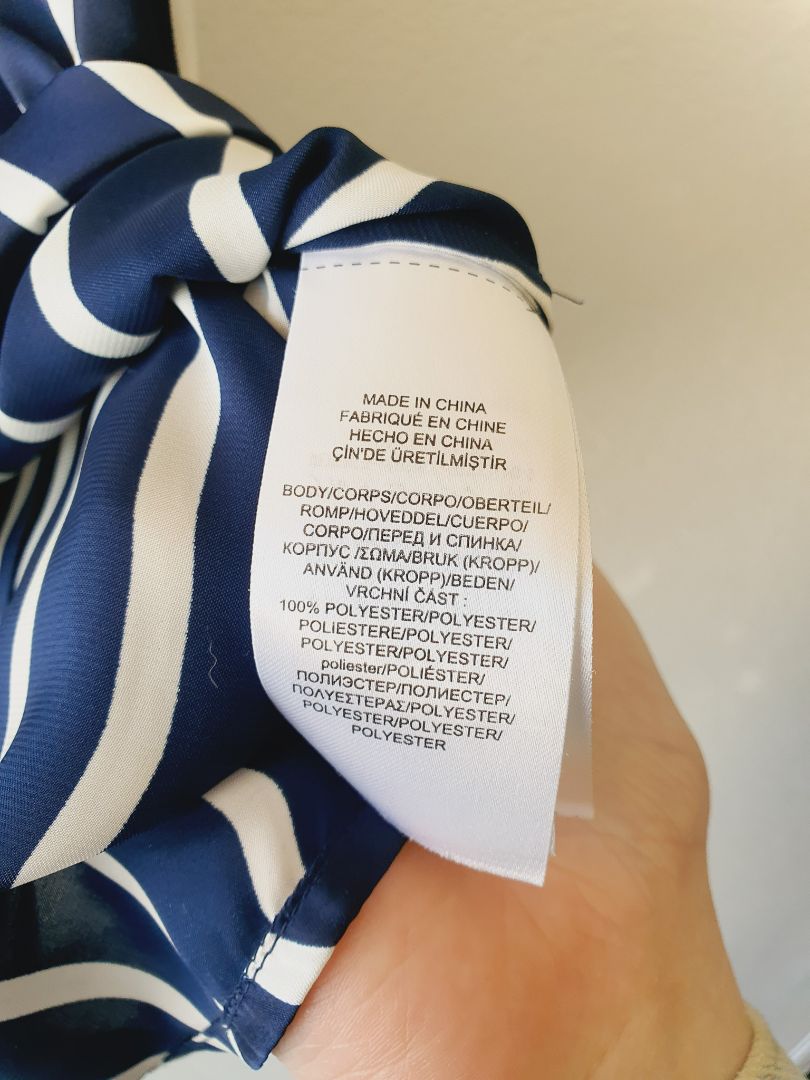 MADE IN CHINA
FABRIQUÉ EN CHINE
HECHO EN CHINA
ÇİN'DE ÜRETİLMİŞTİR
BODY/CORPS/CORPO/OBERTEIL/
ROMP/HOVEDDEL/CUERPO/
CORPO/ПЕРЕД И СПИНКА/
КОРПУС /ΣΩΜΑ/BRUK (KROPP)/
ANVÄND (KROPP)/BEDEN/
VRCHNÍ ČAST :
100% POLYESTER/POLYESTER/
POLIESTERE/POLYESTER/
POLYESTER/POLYESTER/
poliester/POLIÉSTER/
ПОЛИЭСТЕР/ПОЛИЕСТЕР/
ΠΟΛΥΕΣΤΕΡΑΣ/POLYESTER/
POLYESTER/POLYESTER/
POLYESTER